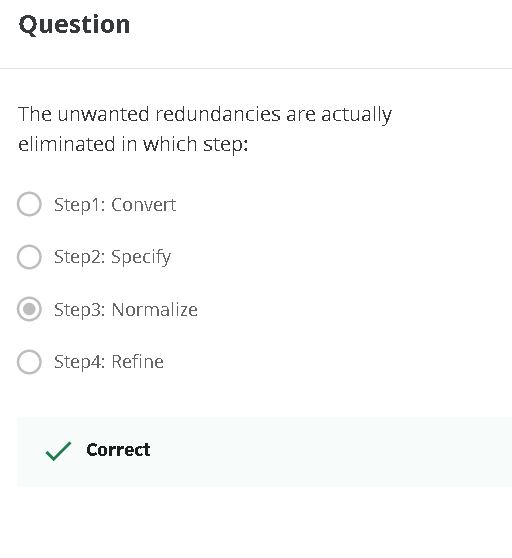 Question
The unwanted redundancies are actually
eliminated in which step:
Step1: Convert
Step2: Specify
Step3: Normalize
Step4: Refine
Correct